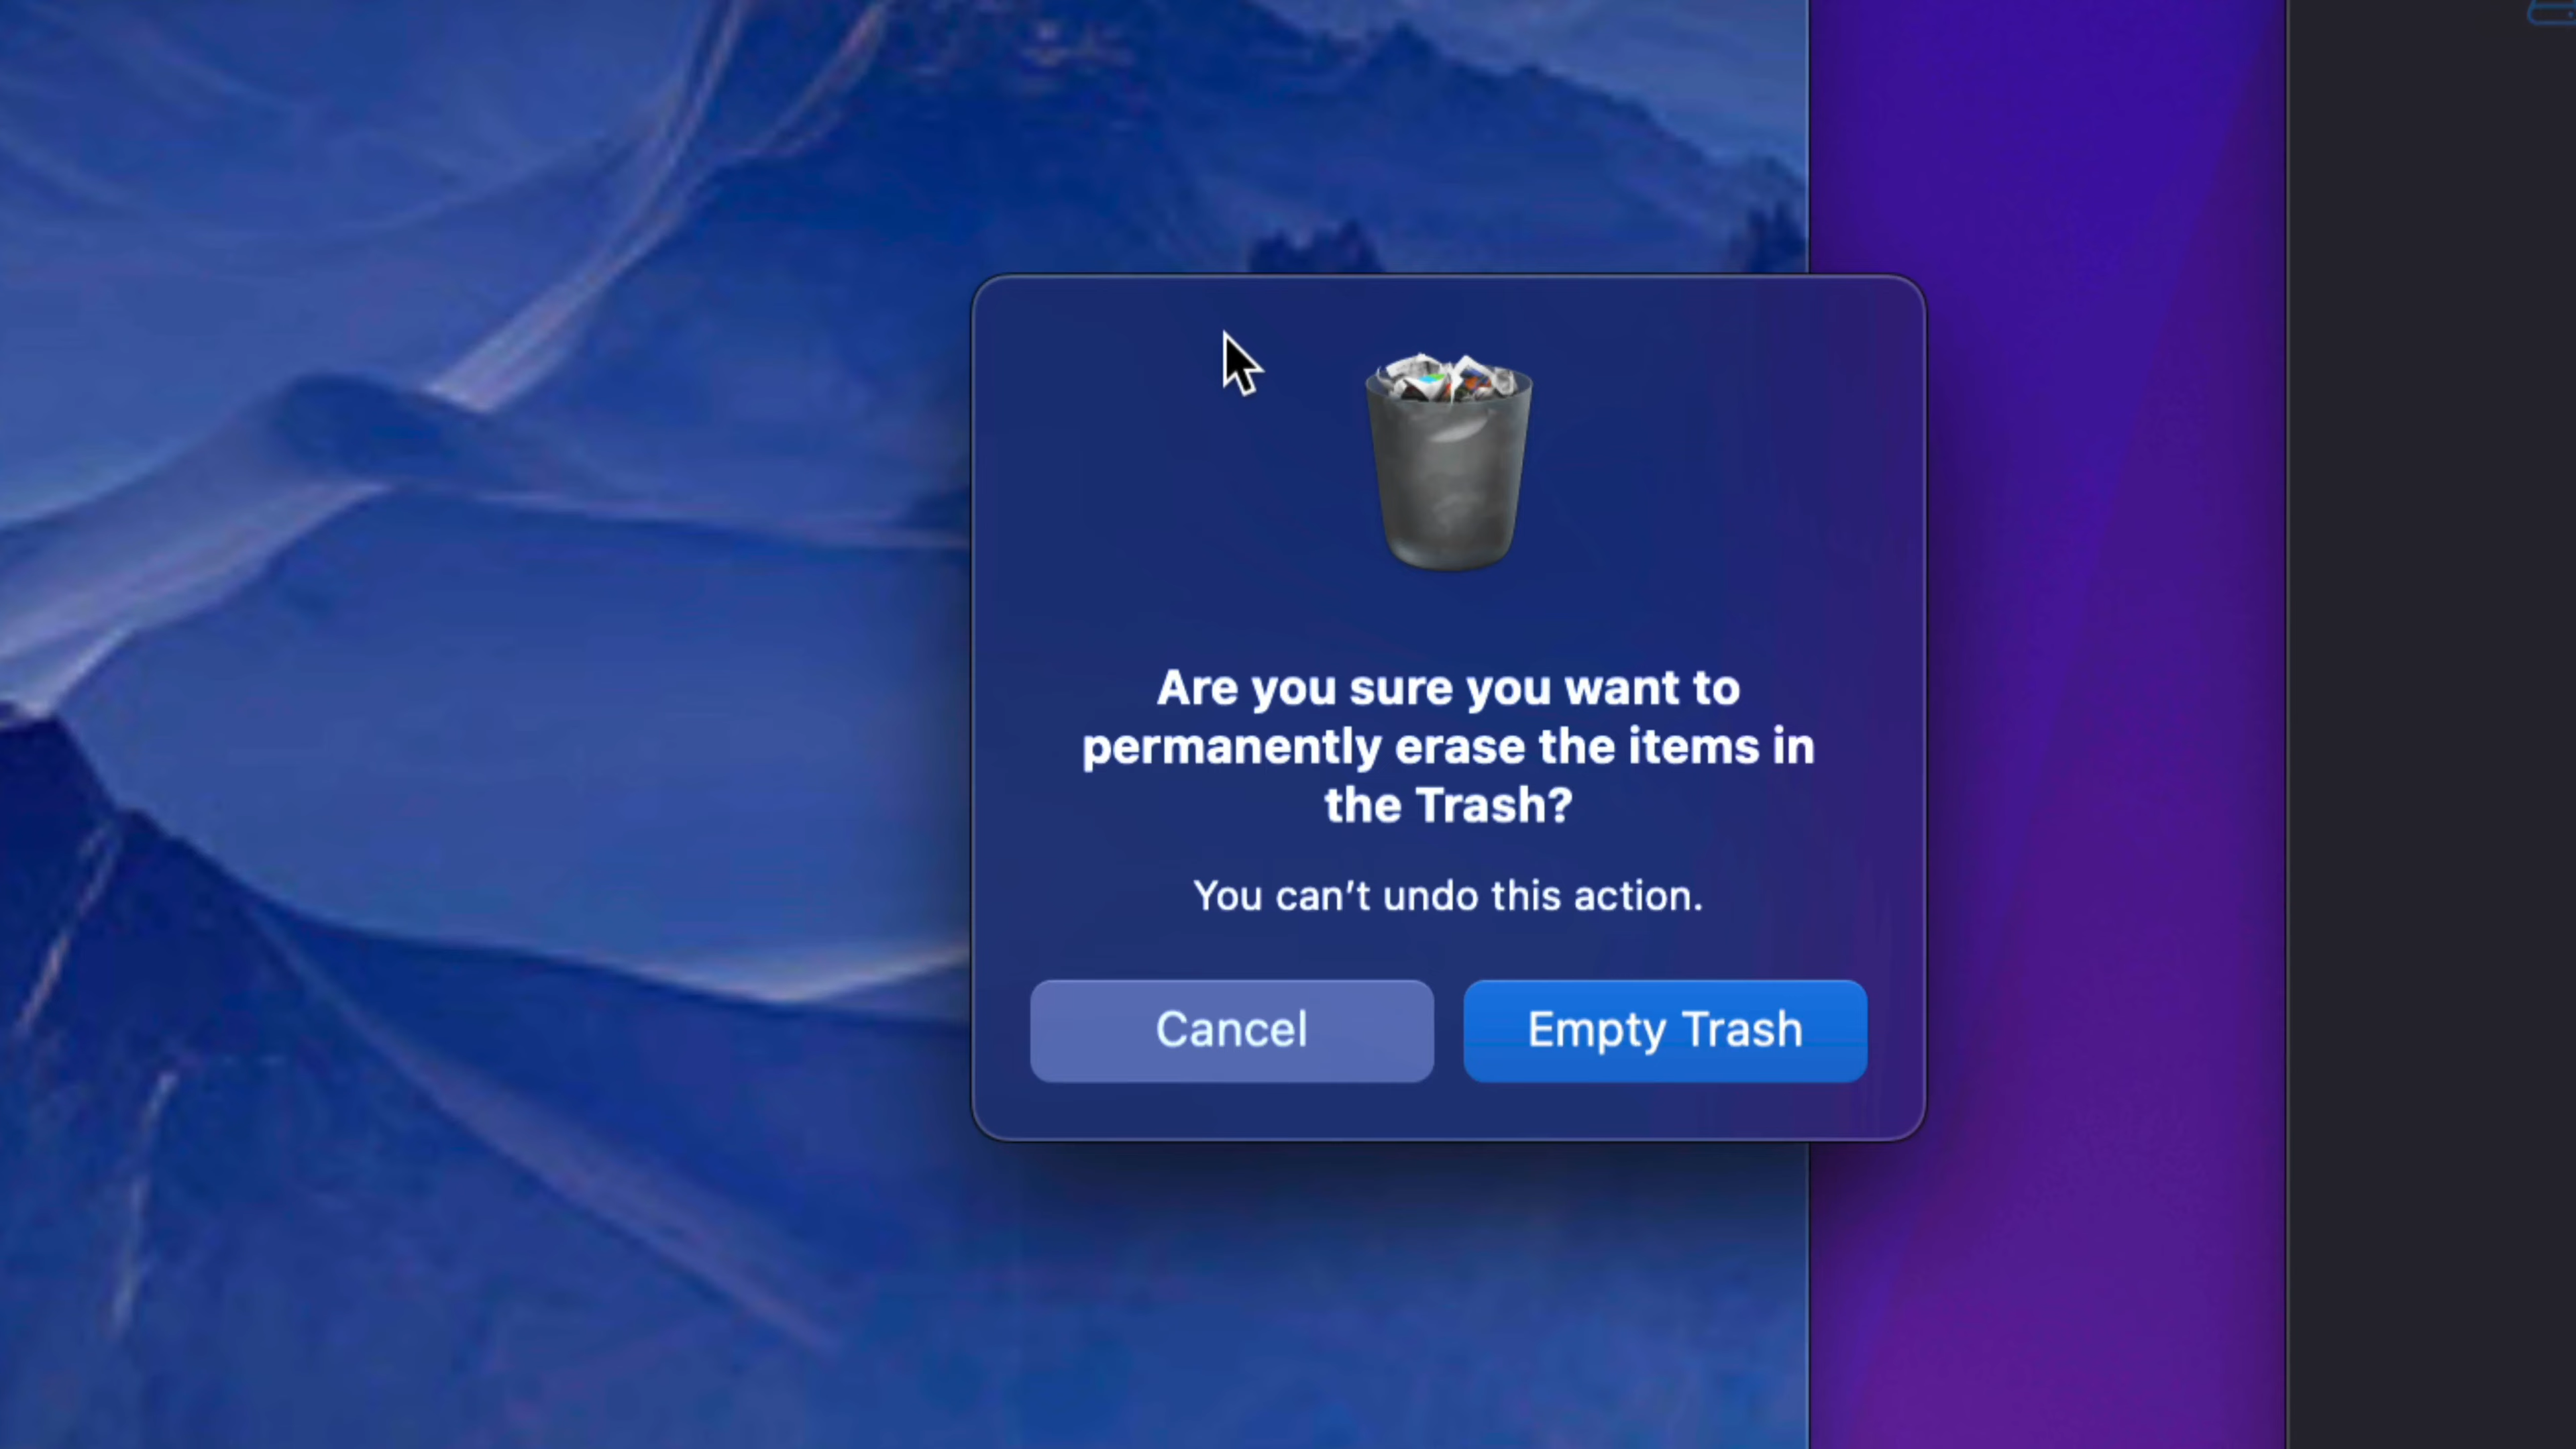 Are you sure you want to
permanently erase the items in
the Trash?
You can’t undo this action.
Cancel
Empty Trash